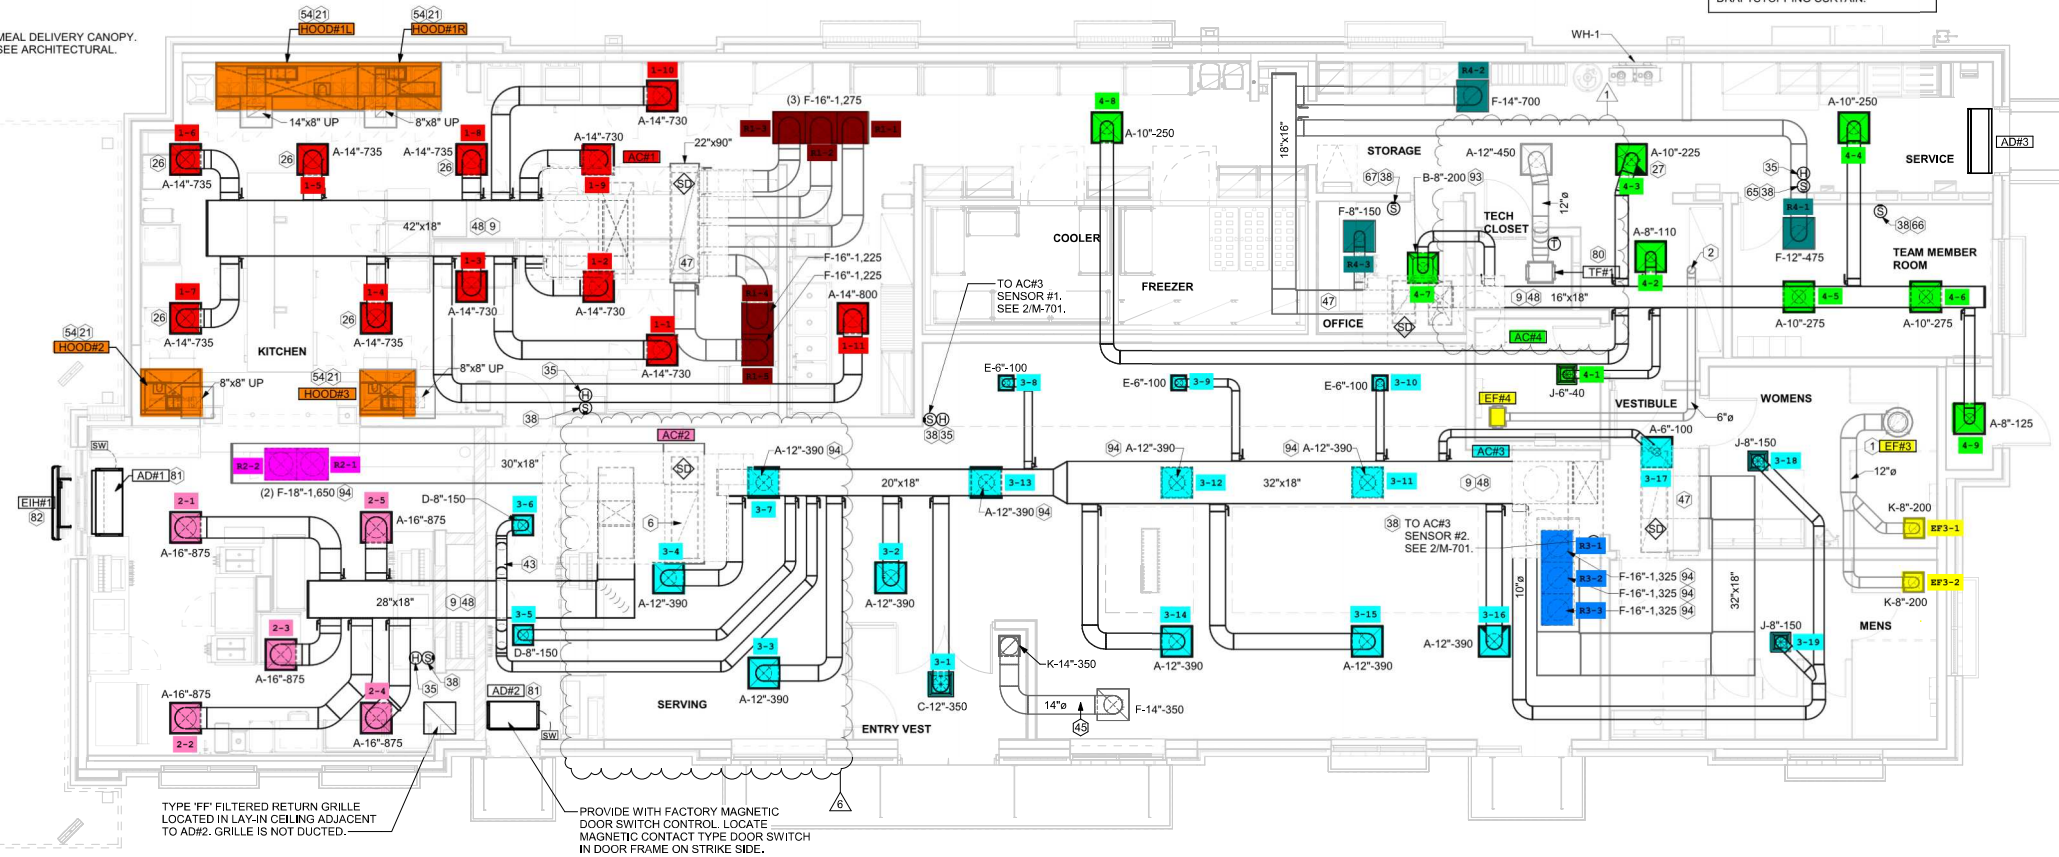 MEAL DELIVERY CANOPY.
SEE ARCHITECTURAL.
54 21
HOOD#1L
54 21
HOOD#1R
14"x8" UP
8"x8" UP
1-10
A-14"-730
(3) F-16"-1,275
R1-3
R1-2
R1-1
22"x90"
SD
AC#1
1-6
26
A-14"-735
A-14"-735
1-5
26
1-8
A-14"-735
26
A-14"-735
A-14"-730
1-9
42"x18"
48 9
47
1-7
26
A-14"-735
1-4
26
A-14"-735
1-3
A-14"-730
1-2
A-14"-730
1-1
A-14"-730
R1-4
F-16"-1,225
F-16"-1,225
R1-5
A-14"-800
1-11
KITCHEN
54 21
HOOD#2
8"x8" UP
54 21
HOOD#3
8"x8" UP
35
H
S
38
WH-1
R4-2
F-14"-700
1
18"x16"
4-8
A-10"-250
COOLER
FREEZER
TO AC#3
SENSOR #1.
SEE 2/M-701.
S H
38 35
STORAGE
67 38
S
B-8"-200 93
F-8"-150
R4-3
47
OFFICE
4-7
SD
A-12"-450
12"ø
TECH
CLOSET
T
TF#1
80
A-10"-225
27
4-3
A-8"-110
4-2
2
9 48
16"x18"
AC#4
35
H
65 38
S
R4-1
F-12"-475
A-10"-250
4-4
S
38 66
SERVICE
AD#3
TEAM MEMBER
ROOM
4-5
A-10"-275
4-6
A-10"-275
A-8"-125
4-9
4-1
J-6"-40
VESTIBULE
6"ø
EF#4
WOMENS
1
EF#3
12"ø
K-8"-200
EF3-1
EF3-2
K-8"-200
MENS
E-6"-100
3-8
E-6"-100
3-9
E-6"-100
3-10
A-6"-100
3-17
AC#3
47
SD
J-8"-150
3-18
J-8"-150
3-19
SW
AD#1 81
EIH#1
82
R2-2
R2-1
(2) F-18"-1,650 94
30"x18"
AC#2
SD
6
2-1
A-16"-875
2-5
A-16"-875
28"x18"
9 48
2-3
A-16"-875
A-16"-875
2-2
2-4
A-16"-875
H S
35
38
D-8"-150
3-6
43
3-5
D-8"-150
3-4
A-12"-390
A-12"-390 94
3-7
20"x18"
3-13
A-12"-390 94
94 A-12"-390
3-12
94 A-12"-390
3-11
32"x18"
9 48
3-2
A-12"-390
3-3
A-12"-390
3-1
C-12"-350
K-14"-350
14"ø
45
F-14"-350
3-14
A-12"-390
3-15
A-12"-390
3-16
A-12"-390
38
TO AC#3
SENSOR #2.
SEE 2/M-701.
R3-1
R3-2
R3-3
F-16"-1,325 94
F-16"-1,325 94
F-16"-1,325 94
10"ø
32"x18"
AD#2 81
SW
SERVING
ENTRY VEST
6
TYPE 'FF' FILTERED RETURN GRILLE
LOCATED IN LAY-IN CEILING ADJACENT
TO AD#2. GRILLE IS NOT DUCTED.
PROVIDE WITH FACTORY MAGNETIC
DOOR SWITCH CONTROL. LOCATE
MAGNETIC CONTACT TYPE DOOR SWITCH
IN DOOR FRAME ON STRIKE SIDE.